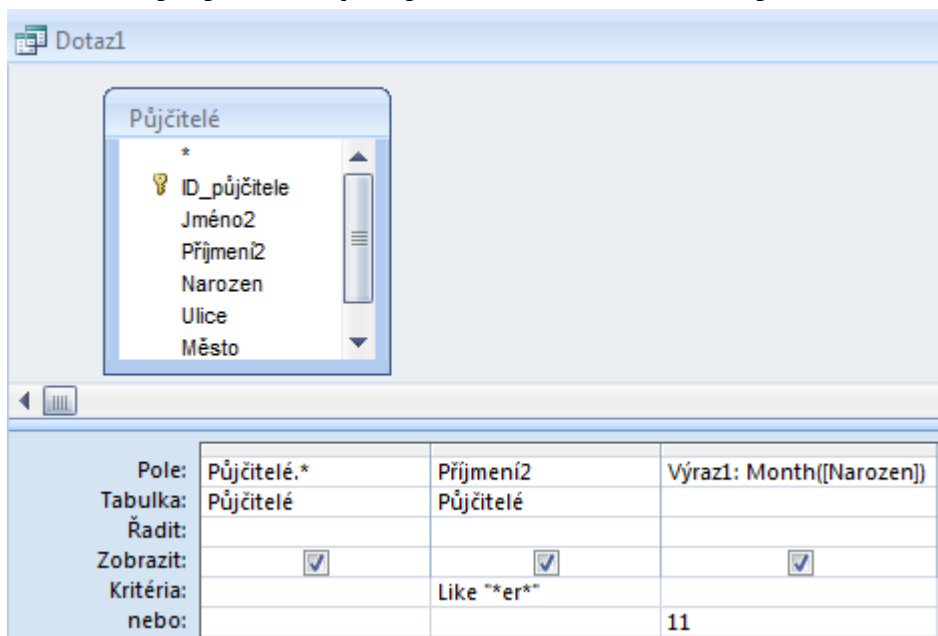 Dotaz1
Půjčitelé
*
ID_půjčitele
Jméno2
Příjmení2
Narozen
Ulice
Město
Pole: Půjčitelé.* Příjmení2 Výraz1: Month([Narozen])
Tabulka: Půjčitelé Půjčitelé
Řadit:
Zobrazit:
Kritéria: Like "*er*"
nebo: 11